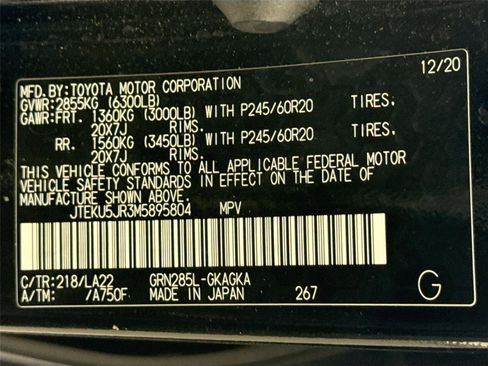 MFD. BY: TOYOTA MOTOR CORPORATION 12/20
GVWR: 2855KG (6300LB)
GAWR: FRT. 1360KG (3000LB) WITH P245/60R20 TIRES,
20X7J RIMS.
RR. 1560KG (3450LB) WITH P245/60R20 TIRES,
20X7J RIMS.
THIS VEHICLE CONFORMS TO ALL APPLICABLE FEDERAL MOTOR
VEHICLE SAFETY STANDARDS IN EFFECT ON THE DATE OF
MANUFACTURE SHOWN ABOVE.
JTEKU5JR3M5895804 MPV
C/TR: 218/LA22 GRN285L-GKAGKA
A/TM: /A750F MADE IN JAPAN 267 G